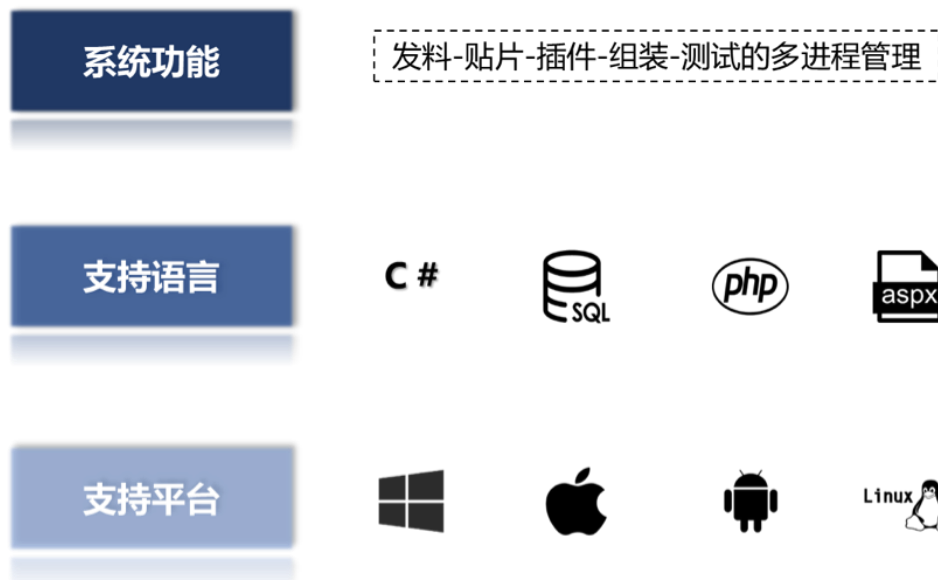 系统功能
发料-贴片-插件-组装-测试的多进程管理
支持语言
C #
SQL
php
aspx
支持平台
Linux